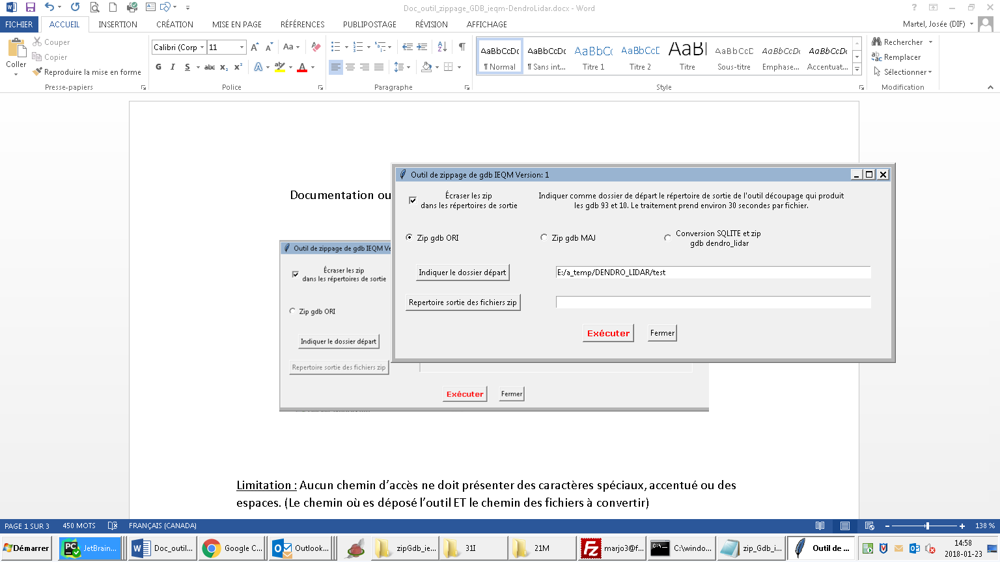 Doc_outil_zippage_GDB_ieqm-DendroLidar.docx - Word
FICHIER ACCUEIL INSERTION CRÉATION MISE EN PAGE RÉFÉRENCES PUBLIPOSTAGE RÉVISION AFFICHAGE Martel, Josée (DIF)
Coller
Couper
Copier
Reproduire la mise en forme
Presse-papiers
Calibri (Corp 11
Police
Paragraphe
AaBbCcDc ¶ Normal
AaBbCcDc ¶ Sans int...
AaBbCc Titre 1
AaBbCcD Titre 2
AaBb Titre
AaBbCcD Sous-titre
AaBbCcDc Emphase...
AaBbCcDc Accentuat...
Style
Rechercher
Remplacer
Sélectionner
Modification
Documentation ou
Outil de zippage de gdb IEQM Version: 1
Écraser les zip
dans les répertoires de sortie
Indiquer comme dossier de départ le répertoire de sortie de l'outil découpage qui produit
les gdb 93 et 10. Le traitement prend environ 30 secondes par fichier.
Zip gdb ORI
Zip gdb MAJ
Conversion SQLITE et zip
gdb dendro_lidar
Indiquer le dossier départ
E:/a_temp/DENDRO_LIDAR/test
Repertoire sortie des fichiers zip
Exécuter
Fermer
Outil de zippage de gdb IEQM Ve
Écraser les zip
dans les répertoires de sortie
Zip gdb ORI
Indiquer le dossier départ
Repertoire sortie des fichiers zip
Exécuter
Fermer
Limitation : Aucun chemin d’accès ne doit présenter des caractères spéciaux, accentué ou des
espaces. (Le chemin où es déposé l’outil ET le chemin des fichiers à convertir)
PAGE 1 SUR 3 450 MOTS FRANÇAIS (CANADA) 138 %
Démarrer JetBrain... Doc_outil... Google C... Outlook... zipGdb_ie... 31I 21M marjo3@f... C:\windo... zip_Gdb_i... Outil de ... 14:58
2018-01-23